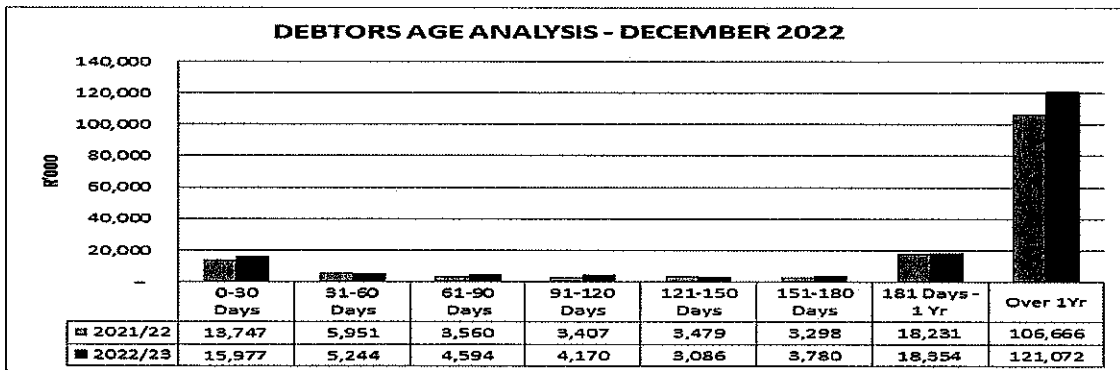 DEBTORS AGE ANALYSIS - DECEMBER 2022
140,000
120,000
100,000
80,000
60,000
40,000
20,000
-
R'000
0-30 Days 31-60 Days 61-90 Days 91-120 Days 121-150 Days 151-180 Days 181 Days - 1 Yr Over 1Yr
2021/22 13,747 5,951 3,560 3,407 3,479 3,298 18,231 106,666
2022/23 15,977 5,244 4,594 4,170 3,086 3,780 18,354 121,072